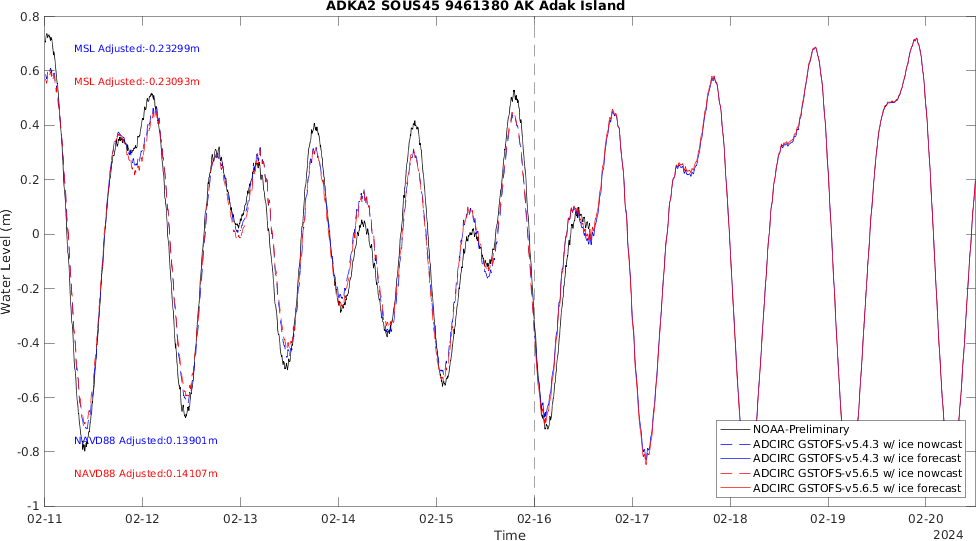 ADKA2 SOUS45 9461380 AK Adak Island
0.8
0.6
0.4
0.2
0
-0.2
-0.4
-0.6
-0.8
-1
Water Level (m)
MSL Adjusted:-0.23299m
MSL Adjusted:-0.23093m
NAVD88 Adjusted:0.13901m
NAVD88 Adjusted:0.14107m
NOAA-Preliminary
ADCIRC GSTOFS-v5.4.3 w/ ice nowcast
ADCIRC GSTOFS-v5.4.3 w/ ice forecast
ADCIRC GSTOFS-v5.6.5 w/ ice nowcast
ADCIRC GSTOFS-v5.6.5 w/ ice forecast
02-11 02-12 02-13 02-14 02-15 02-16 02-17 02-18 02-19 02-20
Time
2024